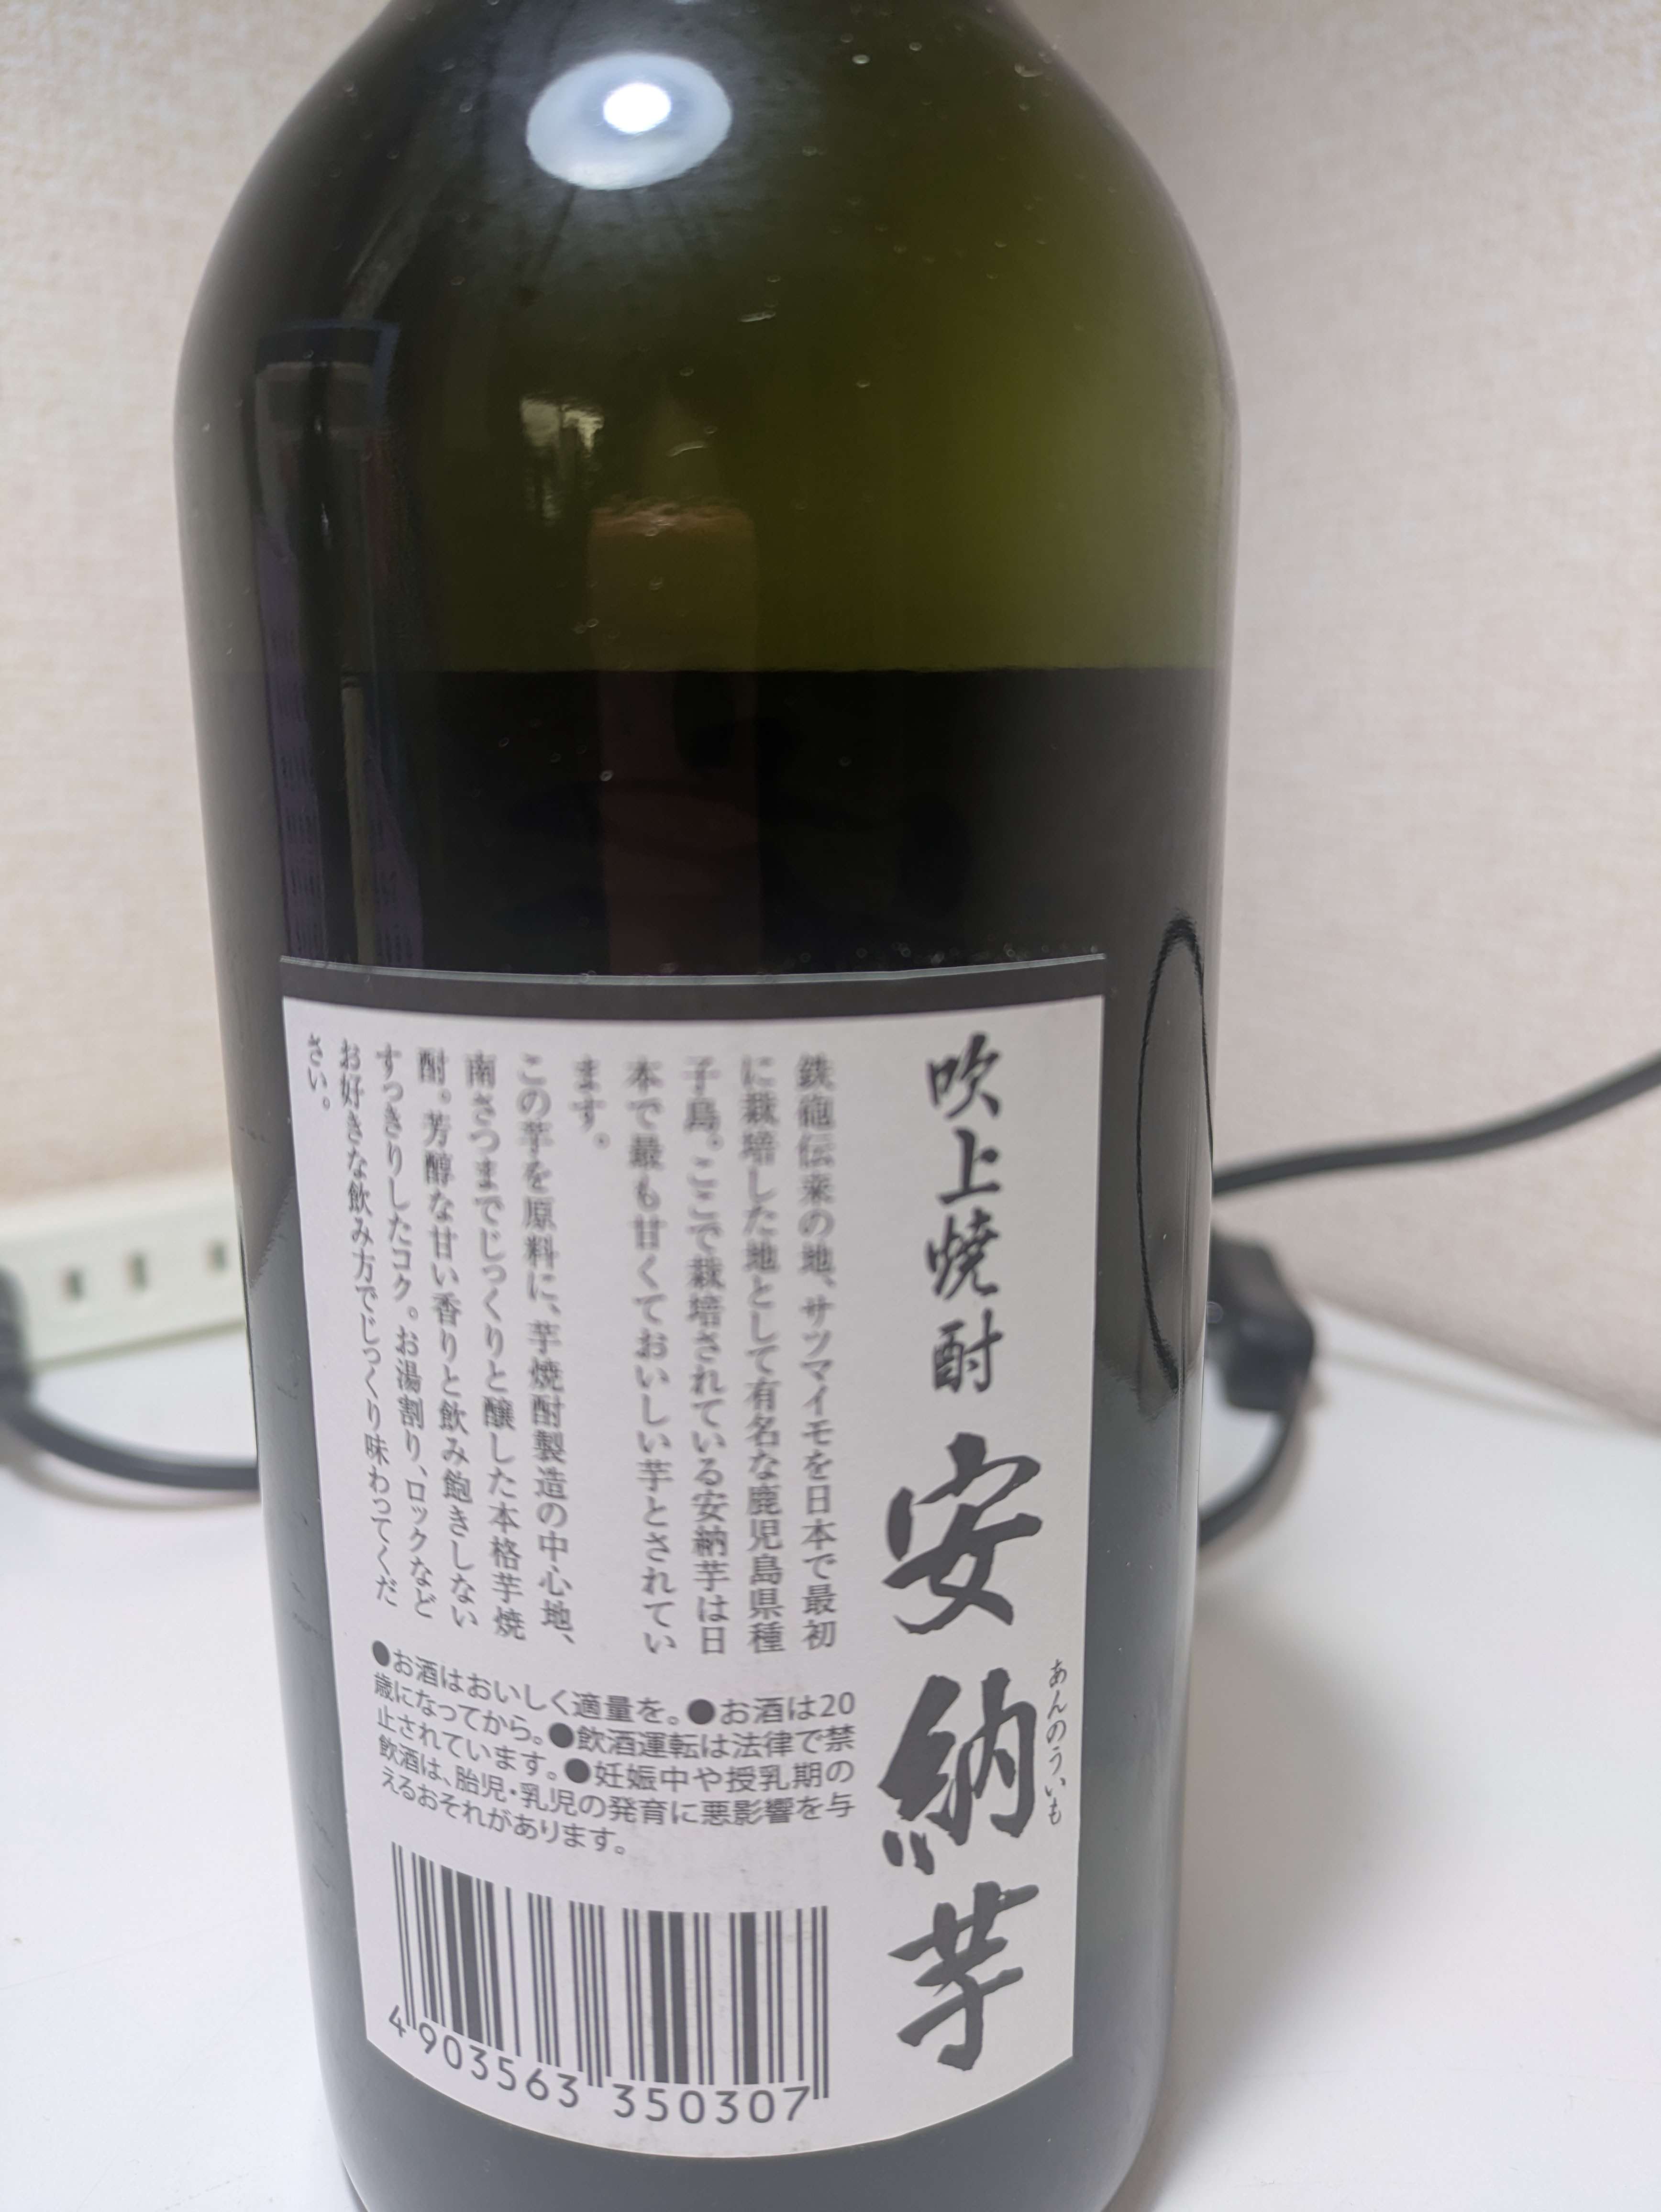 吹上焼酎 安納芋
あんのういも
鉄砲伝来の地、サツマイモを日本で最初
に栽培した地として有名な鹿児島県種
子島。ここで栽培されている安納芋は日
本で最も甘くておいしい芋とされてい
ます。
この芋を原料に、芋焼酎製造の中心地、
南さつまでじっくりと醸した本格芋焼
酎。芳醇な甘い香りと飲み飽きしない
すっきりしたコク。お湯割り、ロックなど
お好きな飲み方でじっくり味わってくだ
さい。
●お酒はおいしく適量を。●お酒は20
歳になってから。●飲酒運転は法律で禁
止されています。●妊娠中や授乳期の
飲酒は、胎児・乳児の発育に悪影響を与
えるおそれがあります。
4 903563 350307